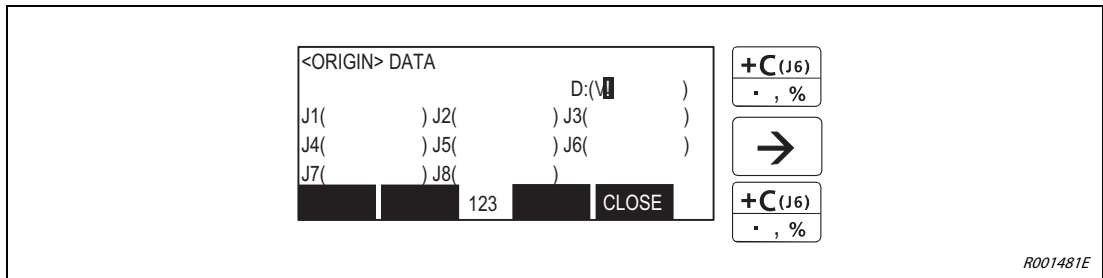 <ORIGIN> DATA
D:(V!)
J1( ) J2( ) J3( )
J4( ) J5( ) J6( )
J7( ) J8( )
123 CLOSE
+C(J6)
· , %
→
+C(J6)
· , %
R001481E